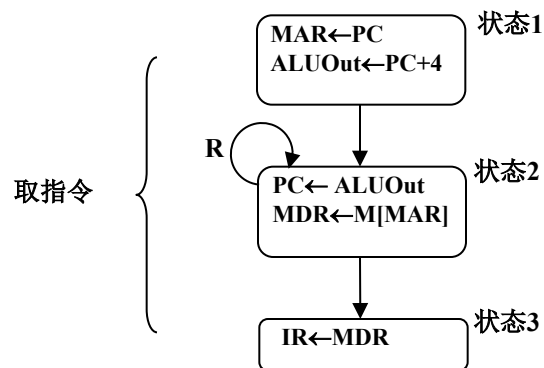 状态1
MAR←PC
ALUOut←PC+4
R
状态2
取指令
PC← ALUOut
MDR←M[MAR]
状态3
IR←MDR